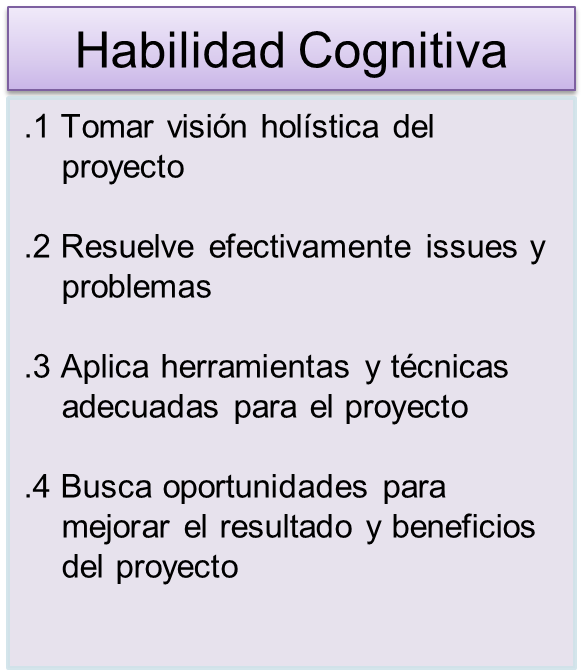 Habilidad Cognitiva
.1 Tomar visión holística del
proyecto
.2 Resuelve efectivamente issues y
problemas
.3 Aplica herramientas y técnicas
adecuadas para el proyecto
.4 Busca oportunidades para
mejorar el resultado y beneficios
del proyecto